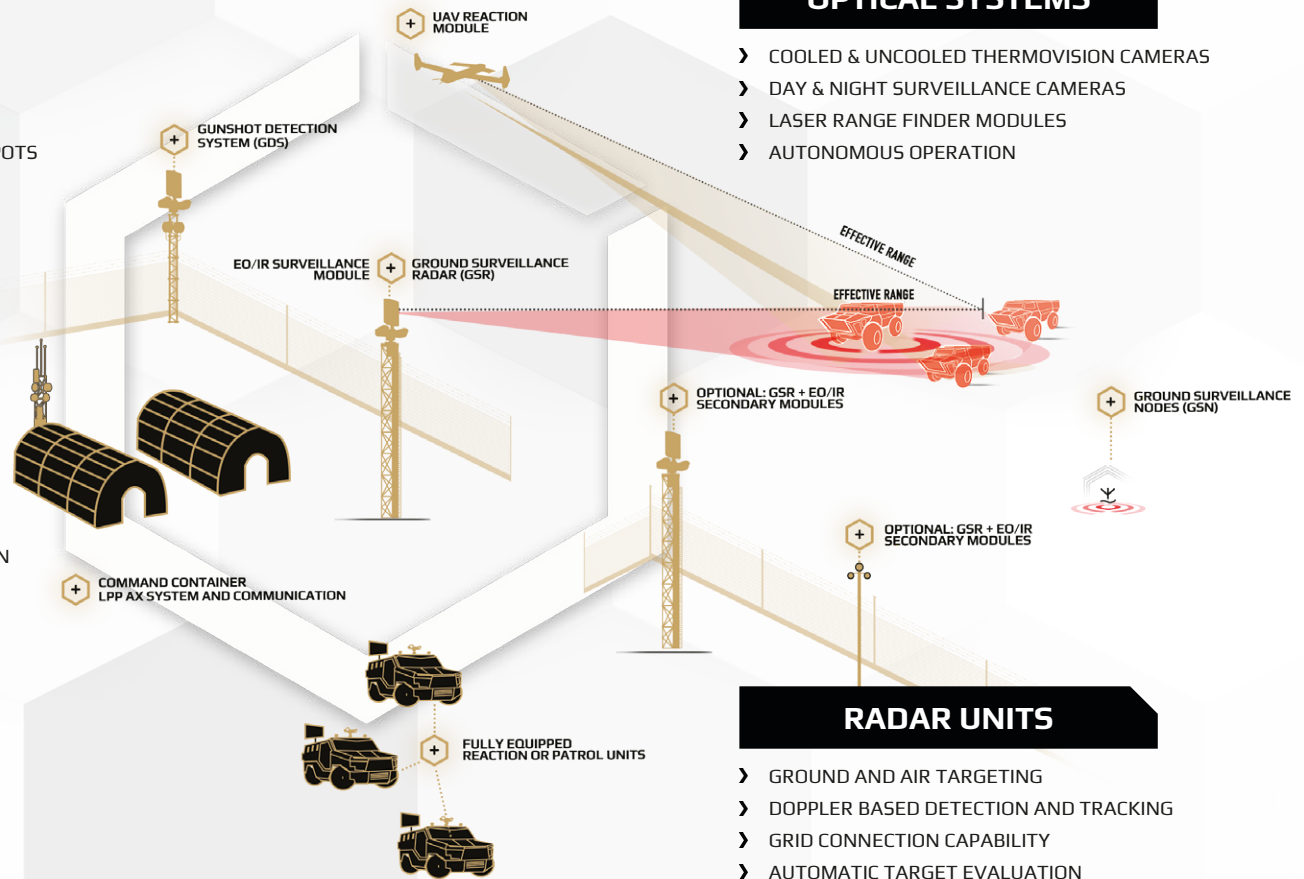 UAV REACTION
MODULE
OPTICAL SYSTEMS
COOLED & UNCOOLED THERMOVISION CAMERAS
DAY & NIGHT SURVEILLANCE CAMERAS
LASER RANGE FINDER MODULES
AUTONOMOUS OPERATION
GUNSHOT DETECTION
SYSTEM (GDS)
EO/IR SURVEILLANCE
MODULE
GROUND SURVEILLANCE
RADAR (GSR)
EFFECTIVE RANGE
EFFECTIVE RANGE
OPTIONAL: GSR + EO/IR
SECONDARY MODULES
GROUND SURVEILLANCE
NODES (GSN)
OPTIONAL: GSR + EO/IR
SECONDARY MODULES
COMMAND CONTAINER
LPP AX SYSTEM AND COMMUNICATION
FULLY EQUIPPED
REACTION OR PATROL UNITS
RADAR UNITS
GROUND AND AIR TARGETING
DOPPLER BASED DETECTION AND TRACKING
GRID CONNECTION CAPABILITY
AUTOMATIC TARGET EVALUATION